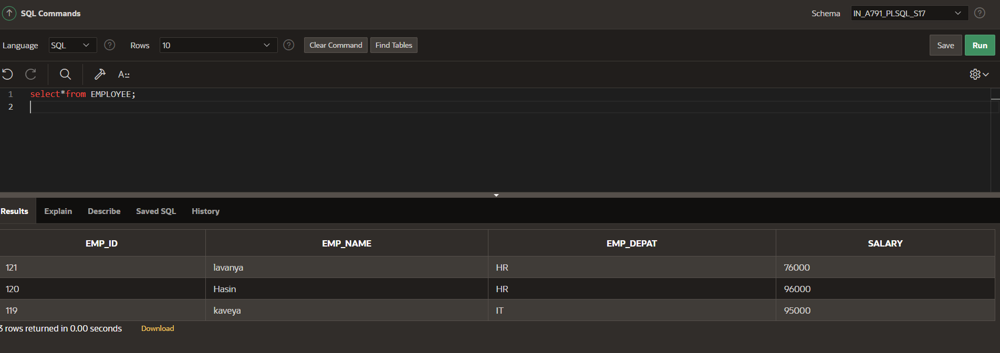 SQL Commands
Schema IN_A791_PLSQL_S17
Language SQL Rows 10 Clear Command Find Tables Save Run
A
1 select*from EMPLOYEE;
2
Results Explain Describe Saved SQL History
EMP_ID EMP_NAME EMP_DEPAT SALARY
121 lavanya HR 76000
120 Hasin HR 96000
119 kaveya IT 95000
3 rows returned in 0.00 seconds Download